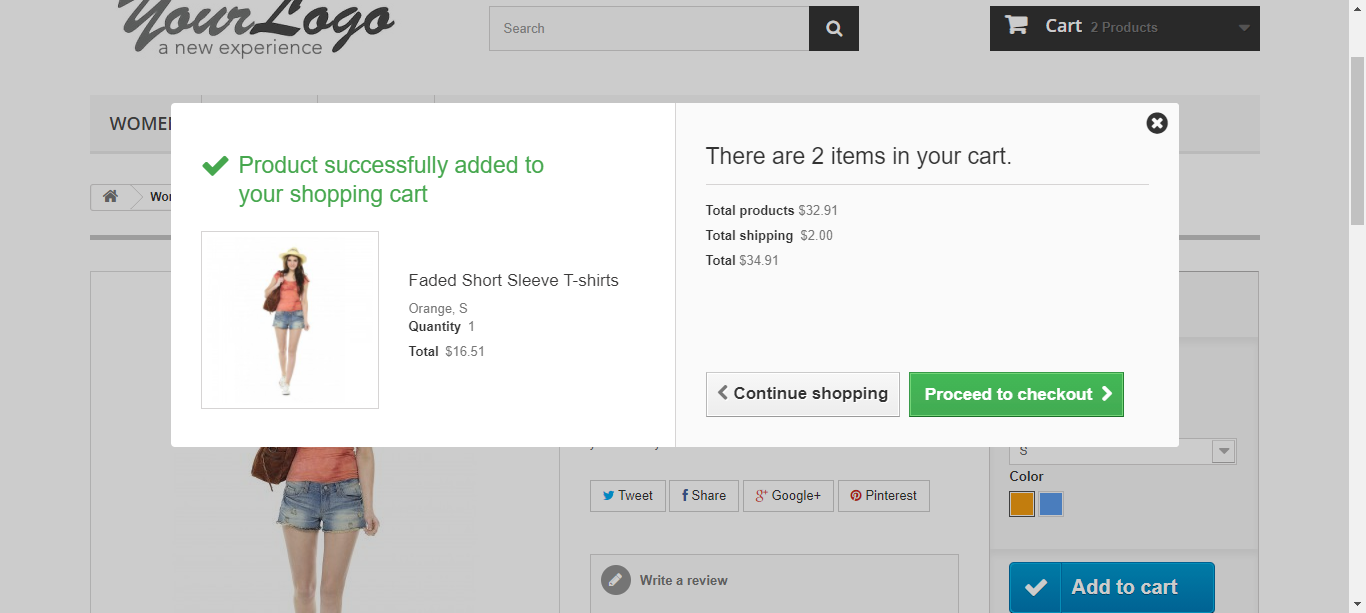 YourLogo
a new experience
Search
Cart 2 Products
WOMEN
Product successfully added to
your shopping cart
Faded Short Sleeve T-shirts
Orange, S
Quantity 1
Total $16.51
There are 2 items in your cart.
Total products $32.91
Total shipping $2.00
Total $34.91
Continue shopping
Proceed to checkout
S
Color
Tweet
Share
Google+
Pinterest
Write a review
Add to cart